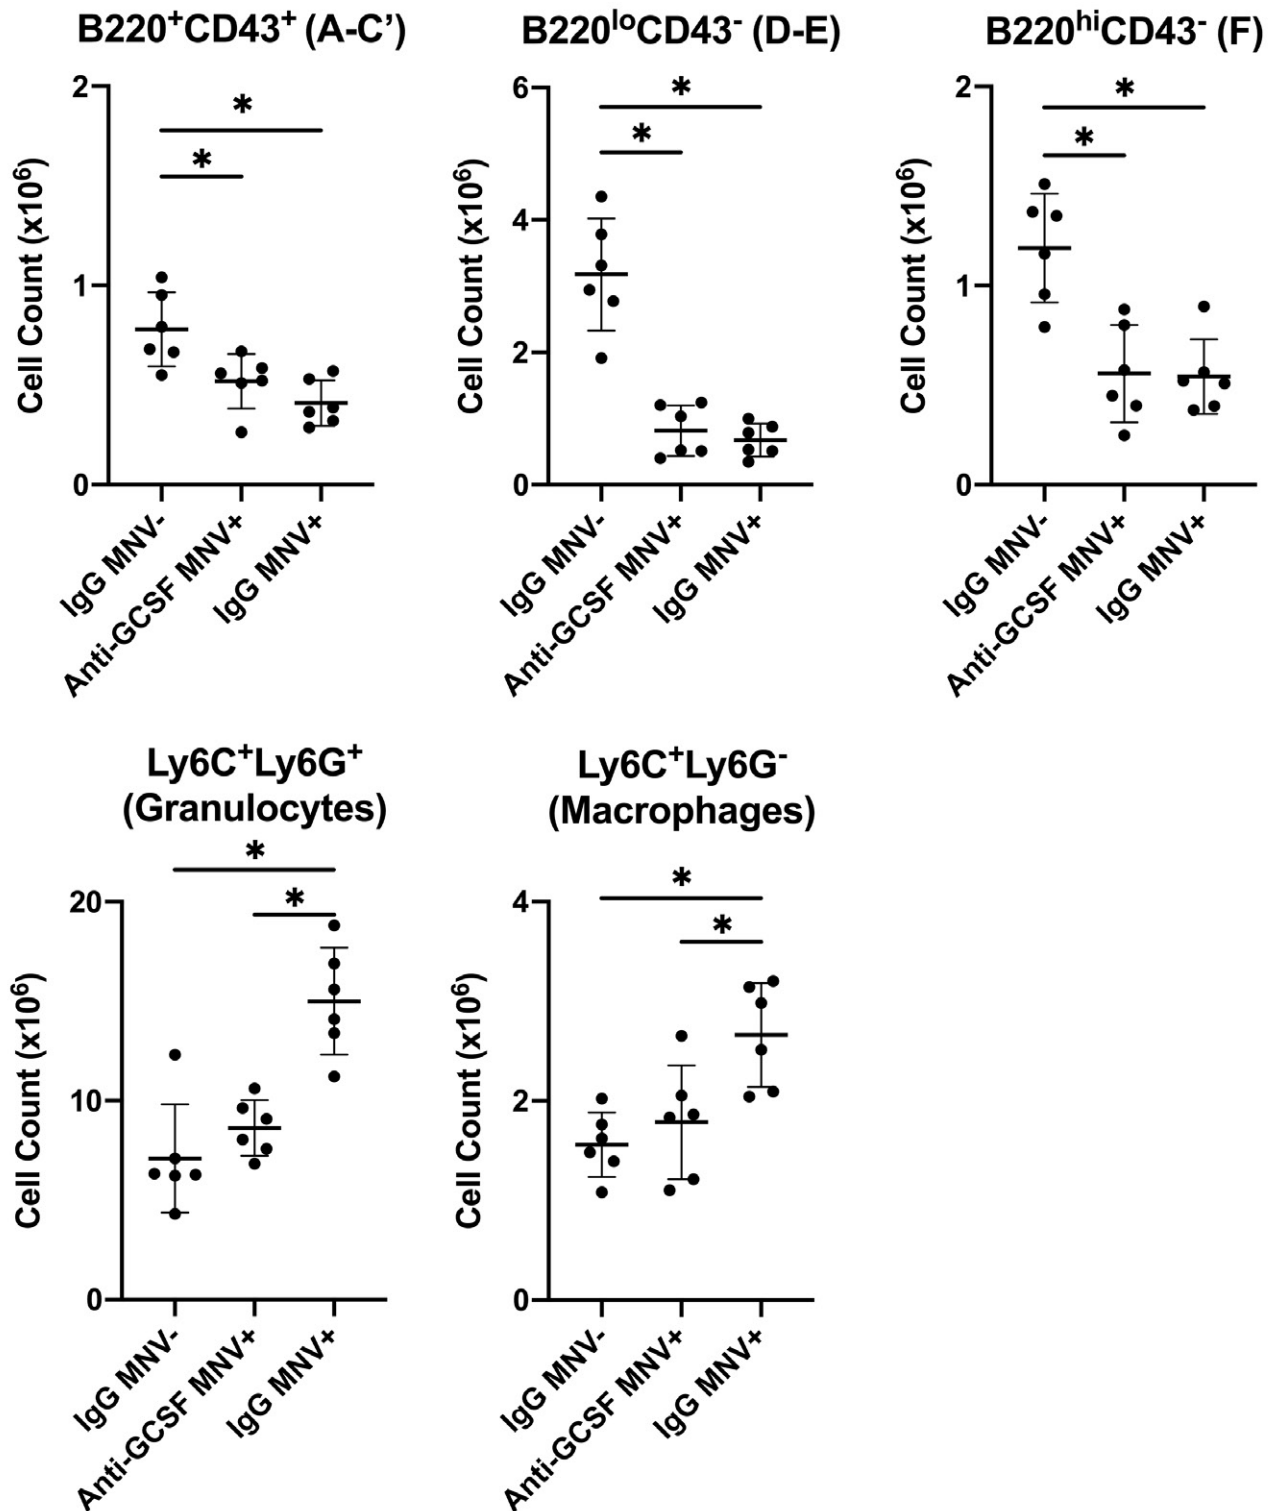 B220⁺CD43⁺ (A-C’)
Cell Count (x10⁶)
2
1
0
*
*
IgG MNV-
Anti-GCSF MNV+
IgG MNV+
B220ˡᵒCD43⁻ (D-E)
Cell Count (x10⁶)
6
4
2
0
*
*
IgG MNV-
Anti-GCSF MNV+
IgG MNV+
B220ʰⁱCD43⁻ (F)
Cell Count (x10⁶)
2
1
0
*
*
IgG MNV-
Anti-GCSF MNV+
IgG MNV+
Ly6C⁺Ly6G⁺
(Granulocytes)
Cell Count (x10⁶)
20
10
0
*
*
IgG MNV-
Anti-GCSF MNV+
IgG MNV+
Ly6C⁺Ly6G⁻
(Macrophages)
Cell Count (x10⁶)
4
2
0
*
*
IgG MNV-
Anti-GCSF MNV+
IgG MNV+